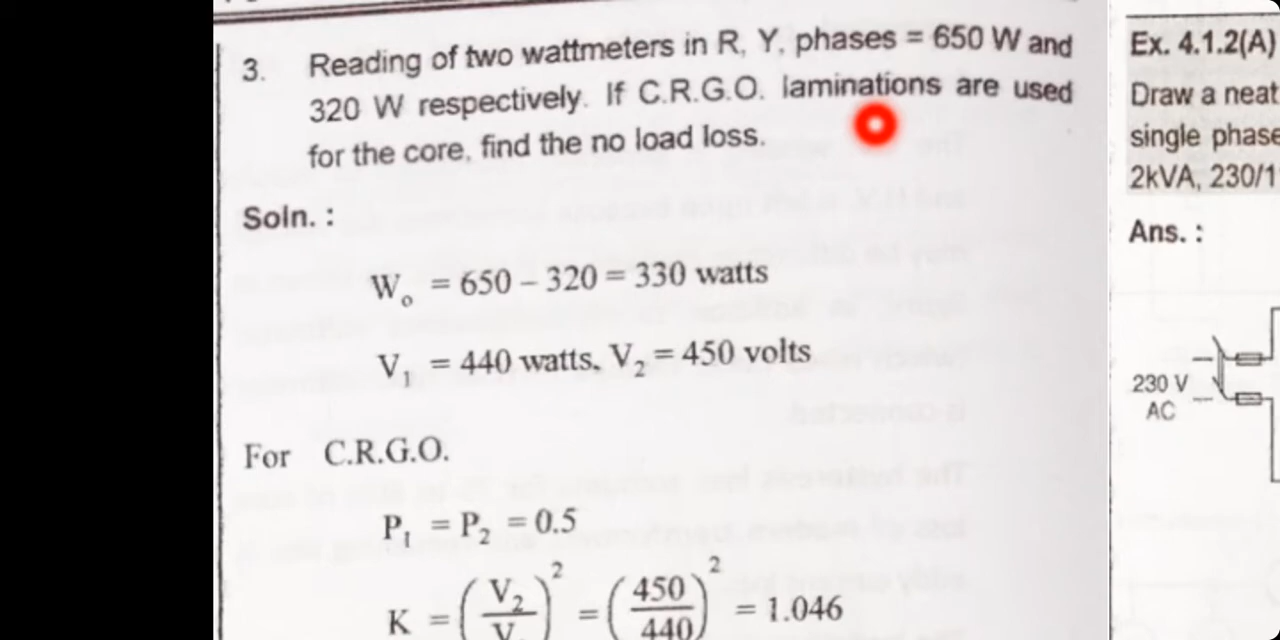 3. Reading of two wattmeters in R, Y, phases = 650 W and
320 W respectively. If C.R.G.O. laminations are used
for the core, find the no load loss.
Soln. :
W₀ = 650 – 320 = 330 watts
V₁ = 440 watts, V₂ = 450 volts
For C.R.G.O.
P₁ = P₂ = 0.5
K = (V₂/V)² = (450/440)² = 1.046
Ex. 4.1.2(A)
Draw a neat
single phase
2kVA, 230/1
Ans. :
230 V
AC